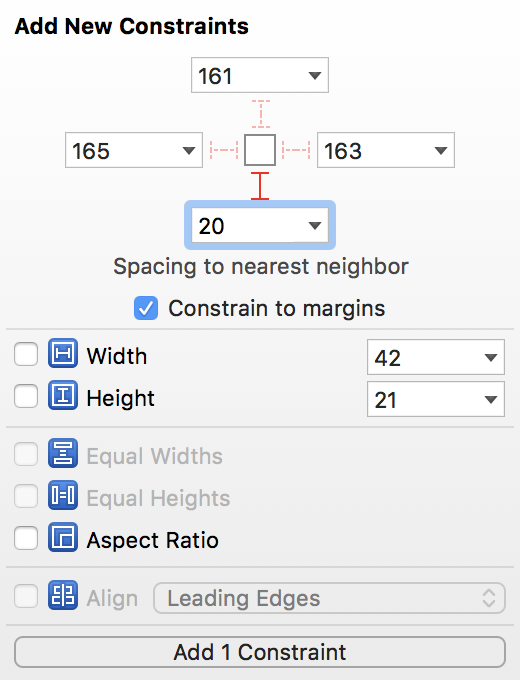 Add New Constraints
161
165
163
20
Spacing to nearest neighbor
Constrain to margins
Width
42
Height
21
Equal Widths
Equal Heights
Aspect Ratio
Align Leading Edges
Add 1 Constraint